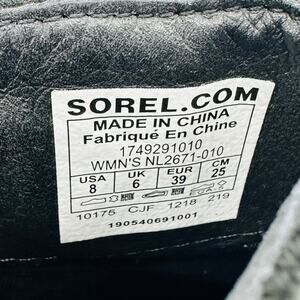 SOREL.COM
MADE IN CHINA
Fabriqué En Chine
1749291010
WMN'S NL2671-010
USA UK EUR CM
8 6 39 25
10175 CJF 1218 219
190540691001